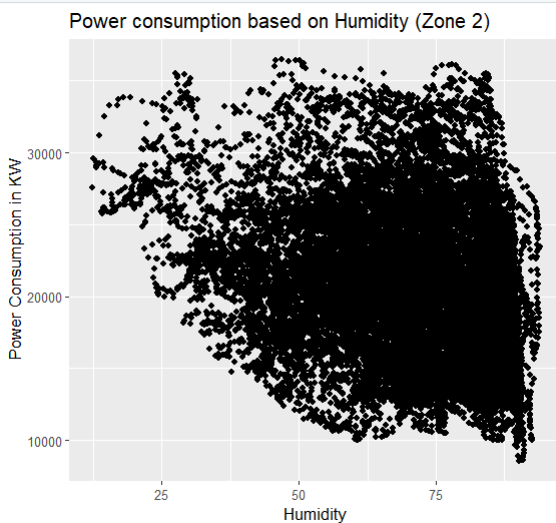 Power consumption based on Humidity (Zone 2)
Power Consumption in KW
30000
20000
10000
25 50 75
Humidity